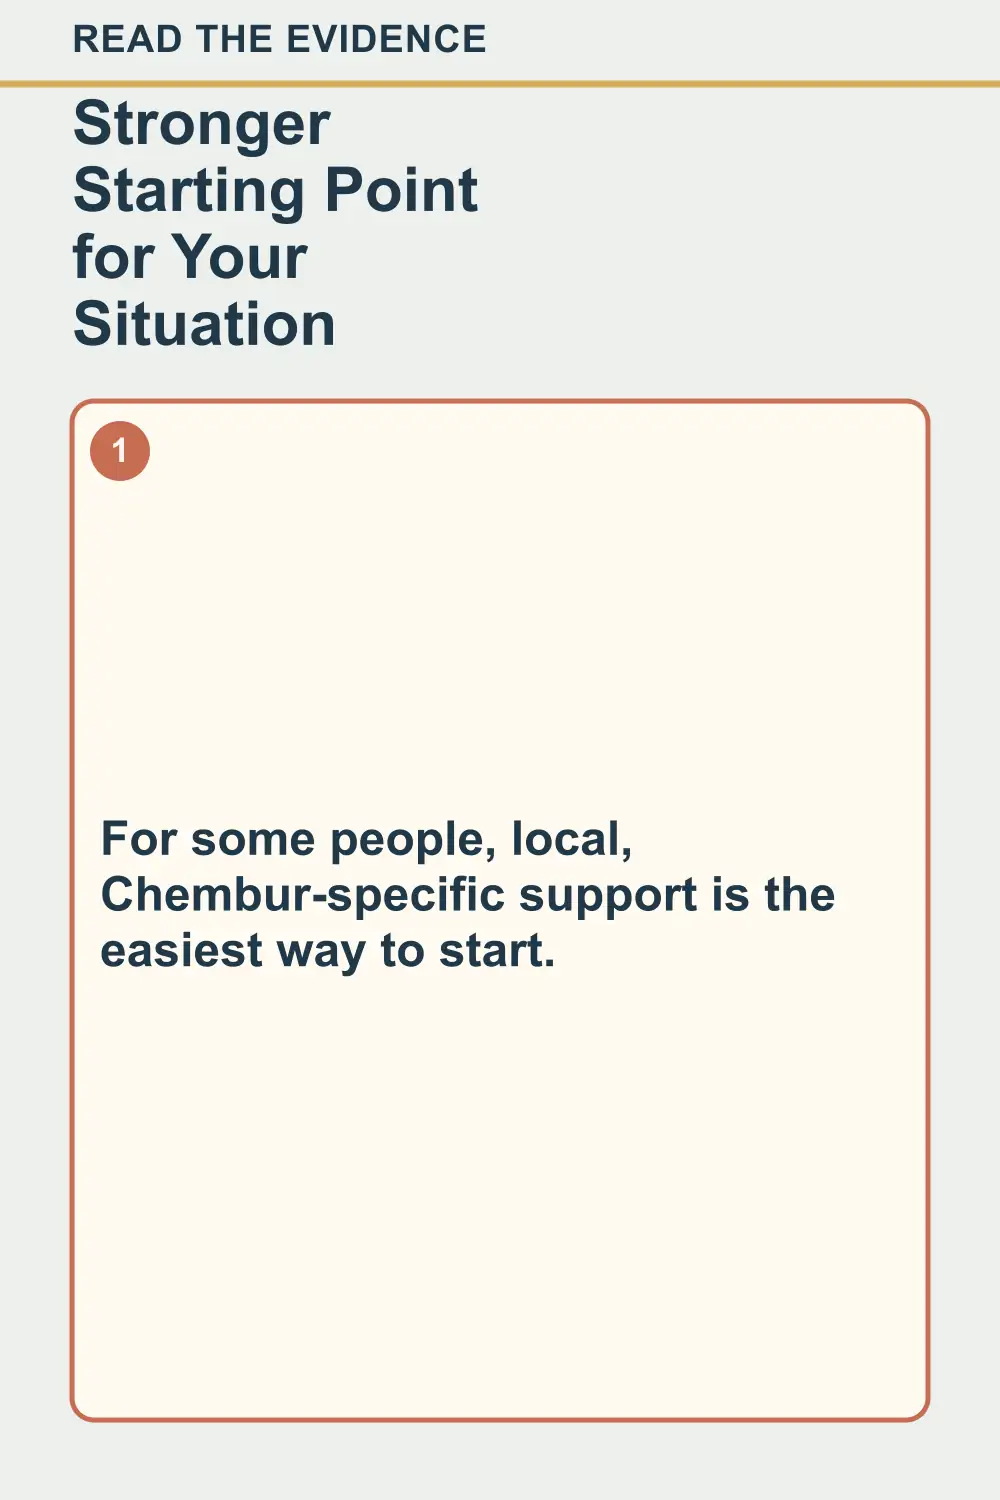 READ THE EVIDENCE
Stronger
Starting Point
for Your
Situation
1
For some people, local,
Chembur-specific support is the
easiest way to start.